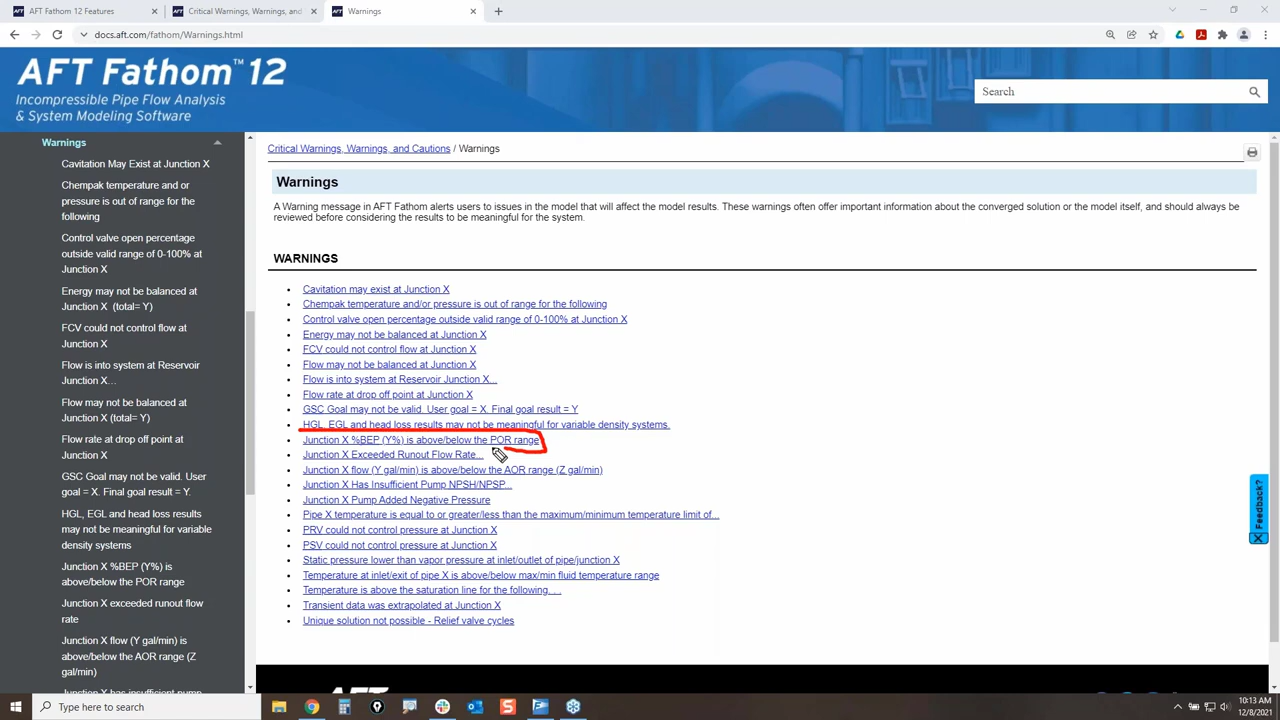 AFT Fathom 12 Features
Critical Warnings, Warnings, and
Warnings
docs.aft.com/fathom/Warnings.html
AFT Fathom™ 12
Incompressible Pipe Flow Analysis
& System Modeling Software
Search
Warnings
Cavitation May Exist at Junction X
Chempak temperature and/or
pressure is out of range for the
following
Control valve open percentage
outside valid range of 0-100% at
Junction X
Energy may not be balanced at
Junction X (total= Y)
FCV could not control flow at
Junction X
Flow is into system at Reservoir
Junction X…
Flow may not be balanced at
Junction X (total= Y)
Flow rate at drop off point at
Junction X
GSC Goal may not be valid. User
goal = X. Final goal result = Y.
HGL, EGL and head loss results
may not be meaningful for variable
density systems
Junction X %BEP (Y%) is
above/below the POR range
Junction X exceeded runout flow
rate
Junction X flow (Y gal/min) is
above/below the AOR range (Z
gal/min)
Junction X has insufficient pump
Critical Warnings, Warnings, and Cautions / Warnings
Warnings
A Warning message in AFT Fathom alerts users to issues in the model that will affect the model results. These warnings often offer important information about the converged solution or the model itself, and should always be
reviewed before considering the results to be meaningful for the system.
WARNINGS
• Cavitation may exist at Junction X
• Chempak temperature and/or pressure is out of range for the following
• Control valve open percentage outside valid range of 0-100% at Junction X
• Energy may not be balanced at Junction X
• FCV could not control flow at Junction X
• Flow may not be balanced at Junction X
• Flow is into system at Reservoir Junction X...
• Flow rate at drop off point at Junction X
• GSC Goal may not be valid. User goal = X. Final goal result = Y
• HGL, EGL and head loss results may not be meaningful for variable density systems.
• Junction X %BEP (Y%) is above/below the POR range
• Junction X Exceeded Runout Flow Rate...
• Junction X flow (Y gal/min) is above/below the AOR range (Z gal/min)
• Junction X Has Insufficient Pump NPSH/NPSP...
• Junction X Pump Added Negative Pressure
• Pipe X temperature is equal to or greater/less than the maximum/minimum temperature limit of...
• PRV could not control pressure at Junction X
• PSV could not control pressure at Junction X
• Static pressure lower than vapor pressure at inlet/outlet of pipe/junction X
• Temperature at inlet/exit of pipe X is above/below max/min fluid temperature range
• Temperature is above the saturation line for the following. . .
• Transient data was extrapolated at Junction X
• Unique solution not possible - Relief valve cycles
Feedback?
AFT
Type here to search
10:13 AM
12/8/2021